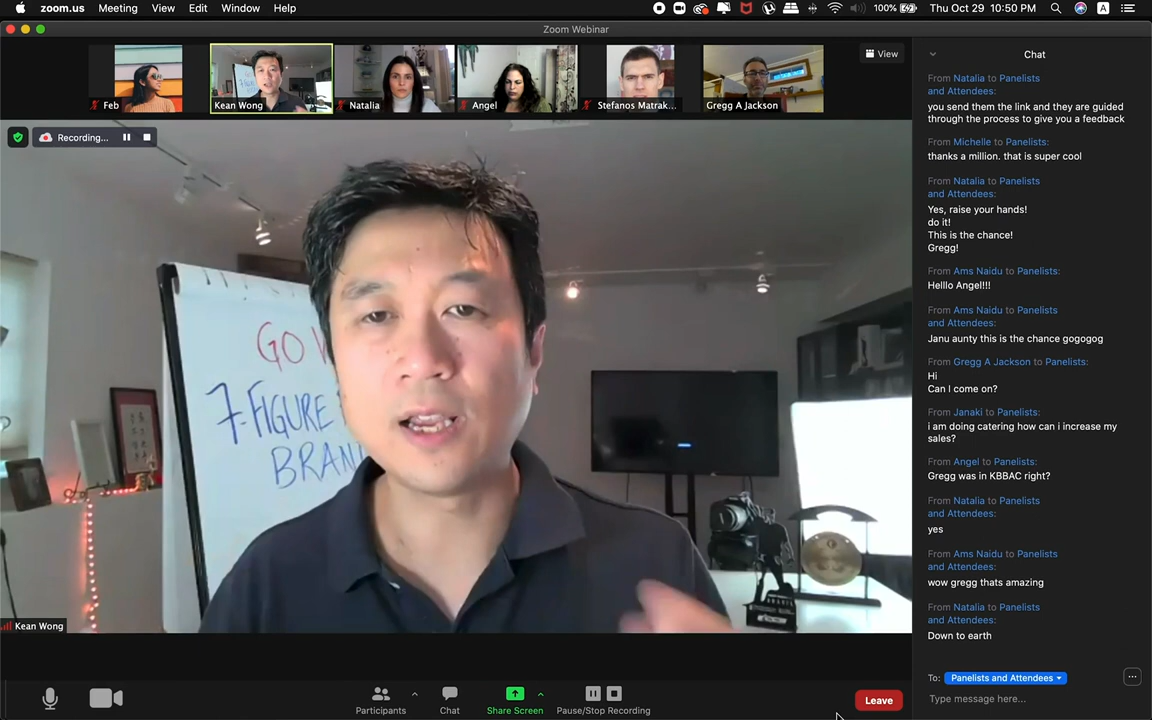 zoom.us Meeting View Edit Window Help
100% Thu Oct 29 10:50 PM
Zoom Webinar
View
Feb
Kean Wong
Natalia
Angel
Stefanos Matrak...
Gregg A Jackson
Recording...
GO
7-FIGURE
BRAN
Kean Wong
Participants
Chat
Share Screen
Pause/Stop Recording
Leave
Chat
From Natalia to Panelists
and Attendees:
you send them the link and they are guided
through the process to give you a feedback
From Michelle to Panelists:
thanks a million. that is super cool
From Natalia to Panelists
and Attendees:
Yes, raise your hands!
do it!
This is the chance!
Gregg!
From Ams Naidu to Panelists:
Helllo Angel!!!
From Ams Naidu to Panelists
and Attendees:
Janu aunty this is the chance gogogog
From Gregg A Jackson to Panelists:
Hi
Can I come on?
From Janaki to Panelists:
i am doing catering how can i increase my
sales?
From Angel to Panelists:
Gregg was in KBBAC right?
From Natalia to Panelists
and Attendees:
yes
From Ams Naidu to Panelists
and Attendees:
wow gregg thats amazing
From Natalia to Panelists
and Attendees:
Down to earth
To: Panelists and Attendees
Type message here...